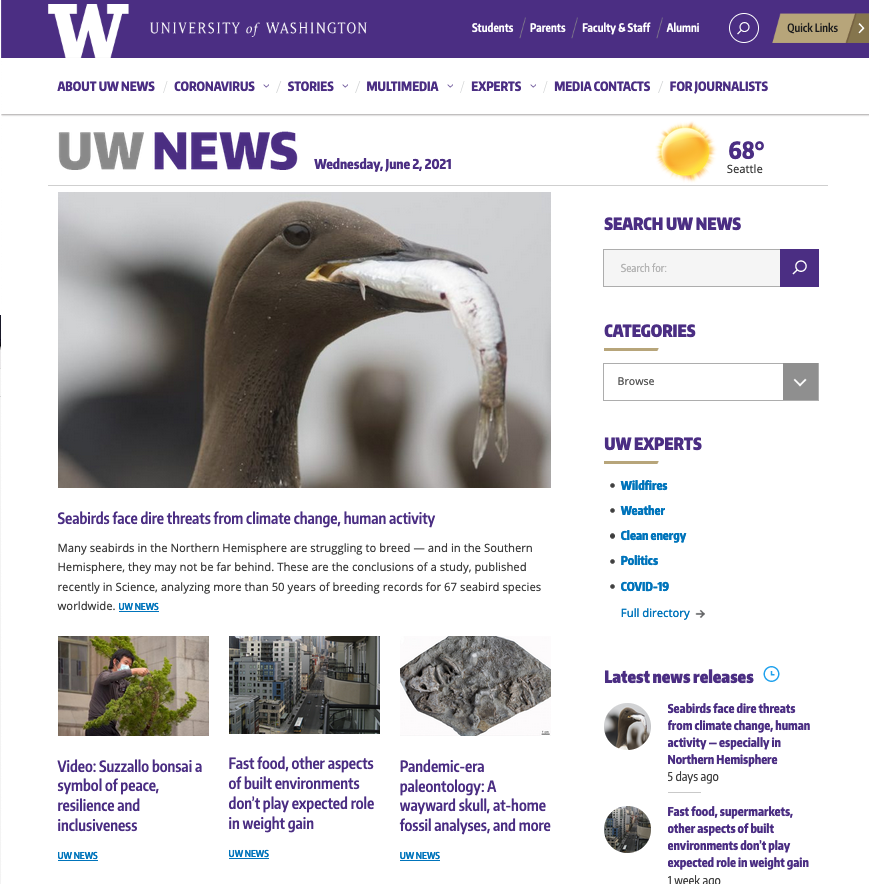 W UNIVERSITY of WASHINGTON
Students Parents Faculty & Staff Alumni Quick Links
ABOUT UW NEWS CORONAVIRUS STORIES MULTIMEDIA EXPERTS MEDIA CONTACTS FOR JOURNALISTS
UW NEWS Wednesday, June 2, 2021
68°
Seattle
Seabirds face dire threats from climate change, human activity
Many seabirds in the Northern Hemisphere are struggling to breed — and in the Southern
Hemisphere, they may not be far behind. These are the conclusions of a study, published
recently in Science, analyzing more than 50 years of breeding records for 67 seabird species
worldwide. UW NEWS
Video: Suzzallo bonsai a
symbol of peace,
resilience and
inclusiveness
UW NEWS
Fast food, other aspects
of built environments
don't play expected role
in weight gain
UW NEWS
Pandemic-era
paleontology: A
wayward skull, at-home
fossil analyses, and more
UW NEWS
SEARCH UW NEWS
Search for:
CATEGORIES
Browse
UW EXPERTS
Wildfires
Weather
Clean energy
Politics
COVID-19
Full directory
Latest news releases
Seabirds face dire threats
from climate change, human
activity — especially in
Northern Hemisphere
5 days ago
Fast food, supermarkets,
other aspects of built
environments don't play
expected role in weight gain
1 week ago